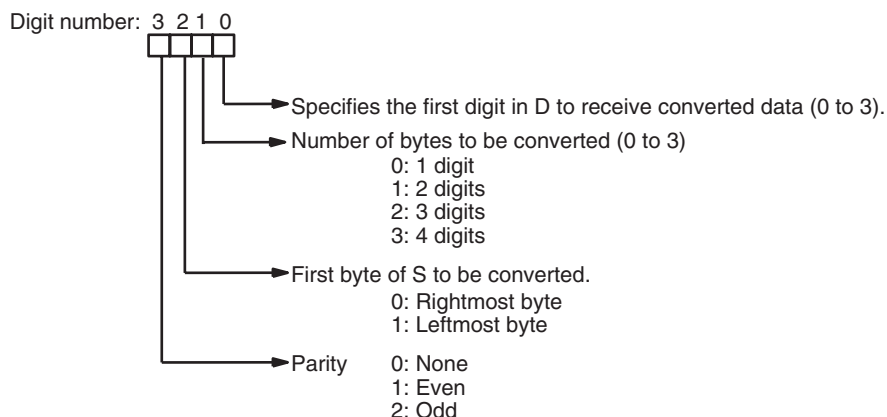 Digit number: 3 2 1 0
Specifies the first digit in D to receive converted data (0 to 3).
Number of bytes to be converted (0 to 3)
0: 1 digit
1: 2 digits
2: 3 digits
3: 4 digits
First byte of S to be converted.
0: Rightmost byte
1: Leftmost byte
Parity 0: None
1: Even
2: Odd